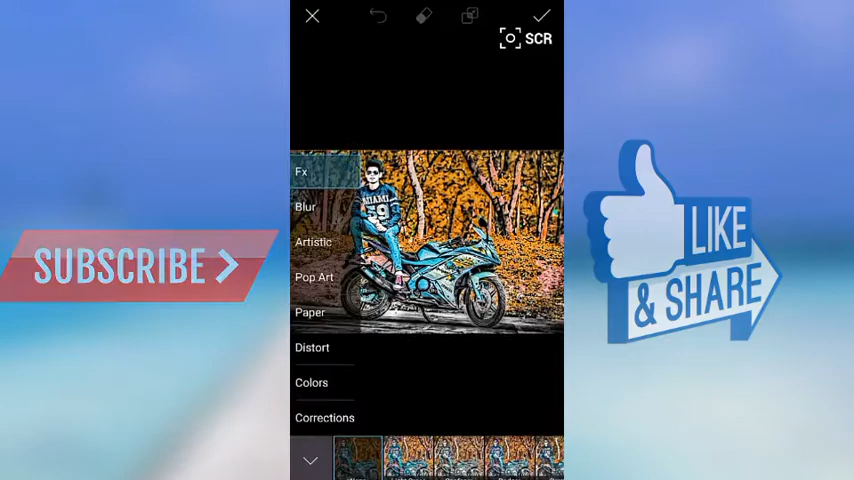 SCR
Fx
MIAMI
59
Blur
Artistic
Pop Art
Paper
Distort
Colors
Corrections
SUBSCRIBE
LIKE
& SHARE